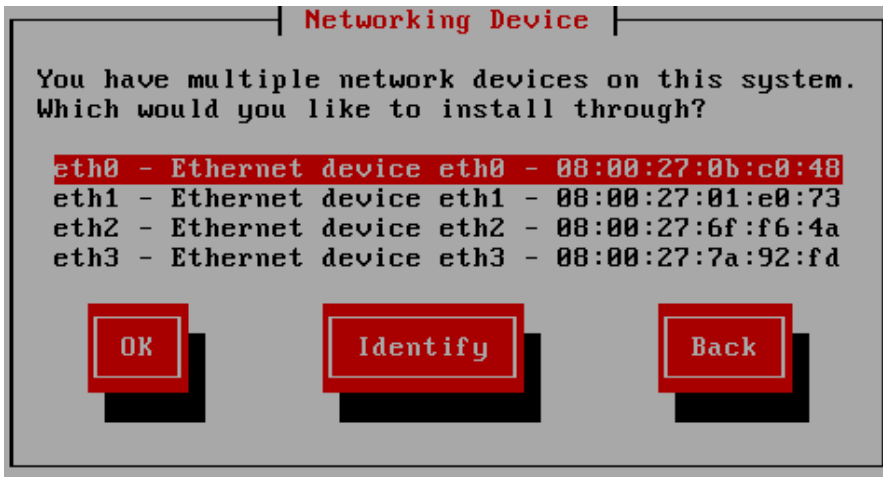 Networking Device
You have multiple network devices on this system.
Which would you like to install through?
eth0 - Ethernet device eth0 - 08:00:27:0b:c0:48
eth1 - Ethernet device eth1 - 08:00:27:01:e0:73
eth2 - Ethernet device eth2 - 08:00:27:6f:f6:4a
eth3 - Ethernet device eth3 - 08:00:27:7a:92:fd
OK Identify Back